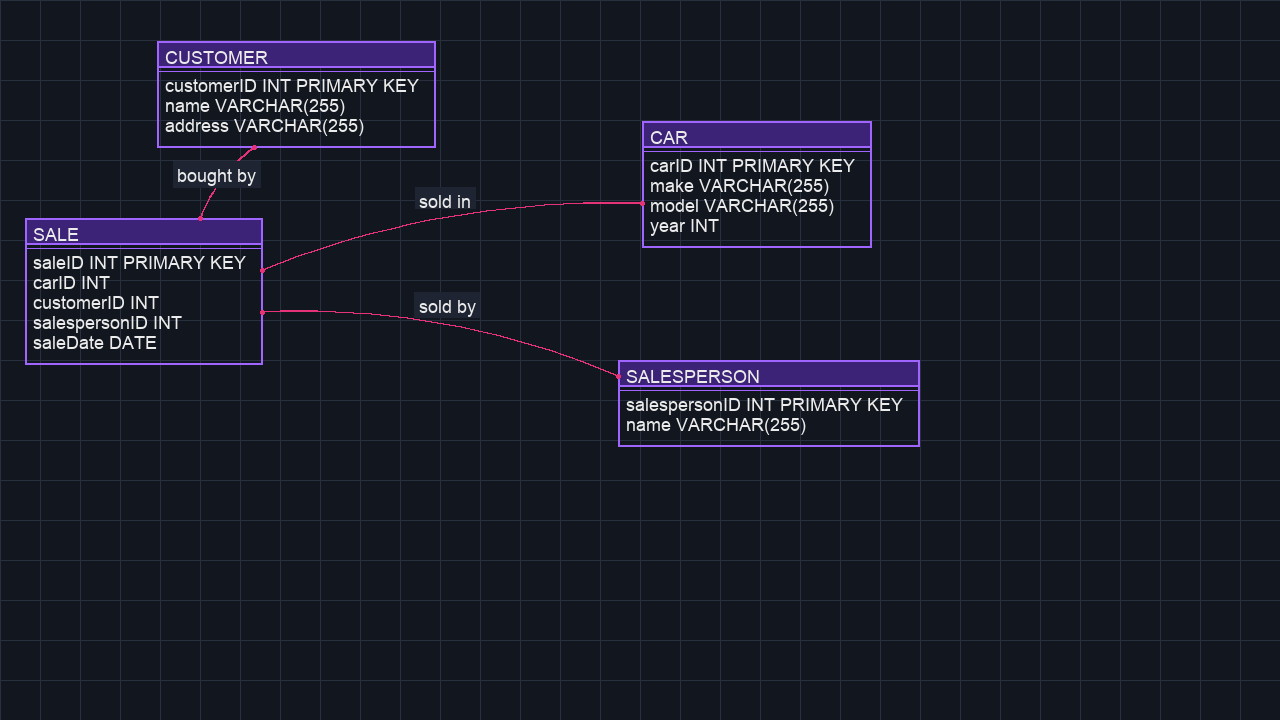 CUSTOMER
customerID INT PRIMARY KEY
name VARCHAR(255)
address VARCHAR(255)
bought by
SALE
saleID INT PRIMARY KEY
carID INT
customerID INT
salespersonID INT
saleDate DATE
sold in
sold by
CAR
carID INT PRIMARY KEY
make VARCHAR(255)
model VARCHAR(255)
year INT
SALESPERSON
salespersonID INT PRIMARY KEY
name VARCHAR(255)